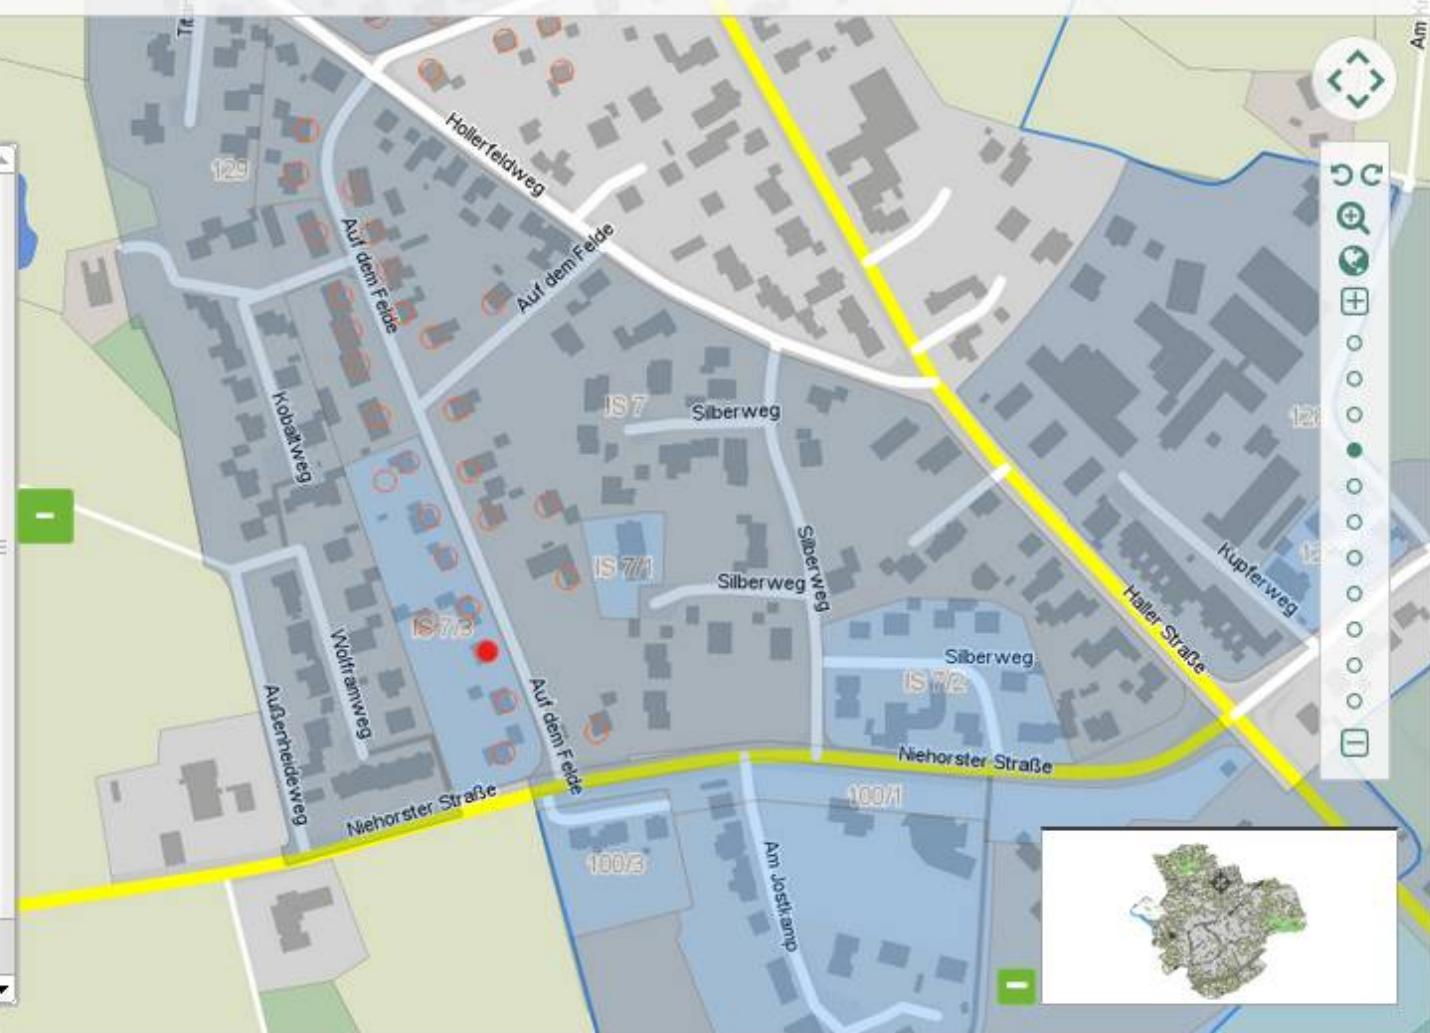 Am
129
Hollerfeldweg
Auf dem Felde
Auf dem Felde
Kobaltweg
IS 7
Silberweg
Silberweg
IS 7/1
Silberweg
Kupferweg
Haller Straße
IS 7/3
Wolframweg
Außenheideweg
Auf dem Felde
Silberweg
IS 7/2
Niehorster Straße
Niehorster Straße
100/1
100/3
Am Jostkamp